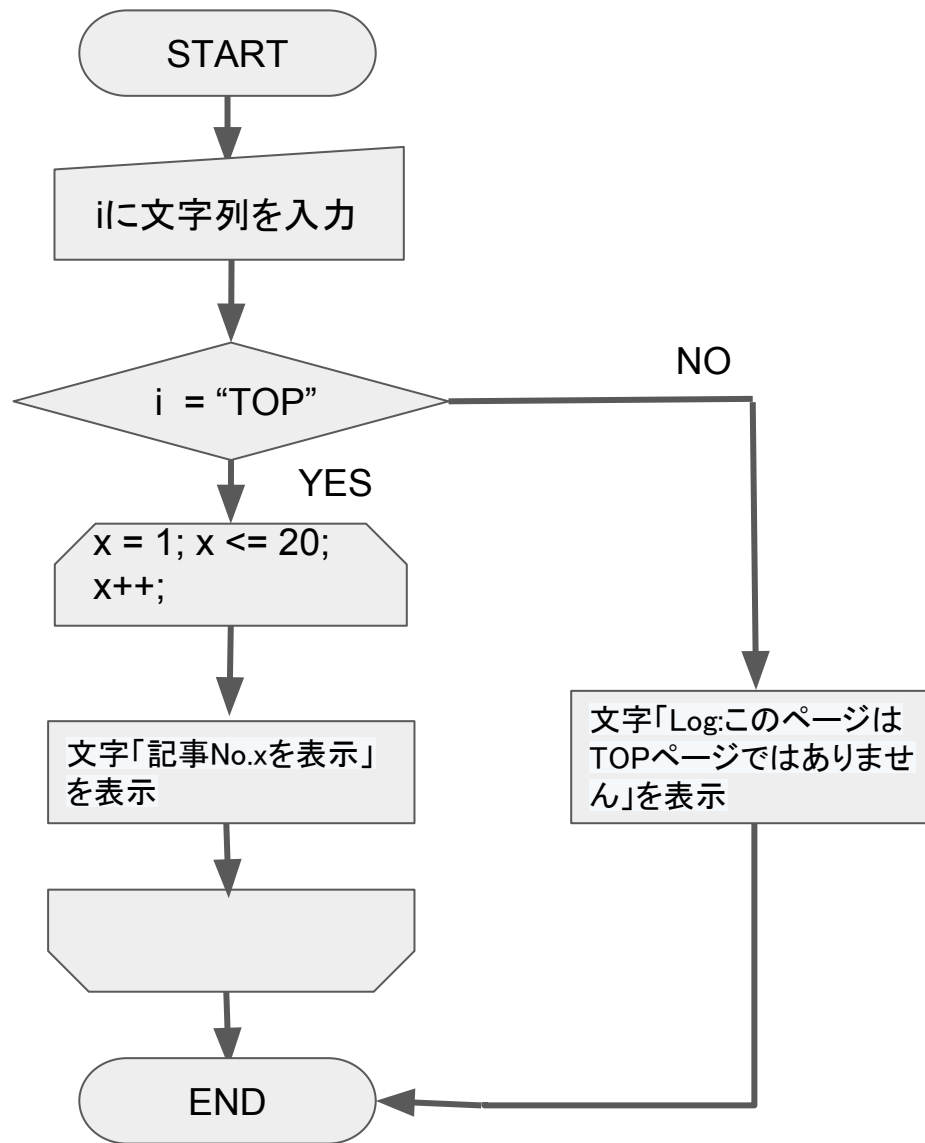 START
iに文字列を入力
i = “TOP”
NO
YES
x = 1; x <= 20;
x++;
文字「記事No.xを表示」
を表示
文字「Log:このページは
TOPページではありませ
ん」を表示
END